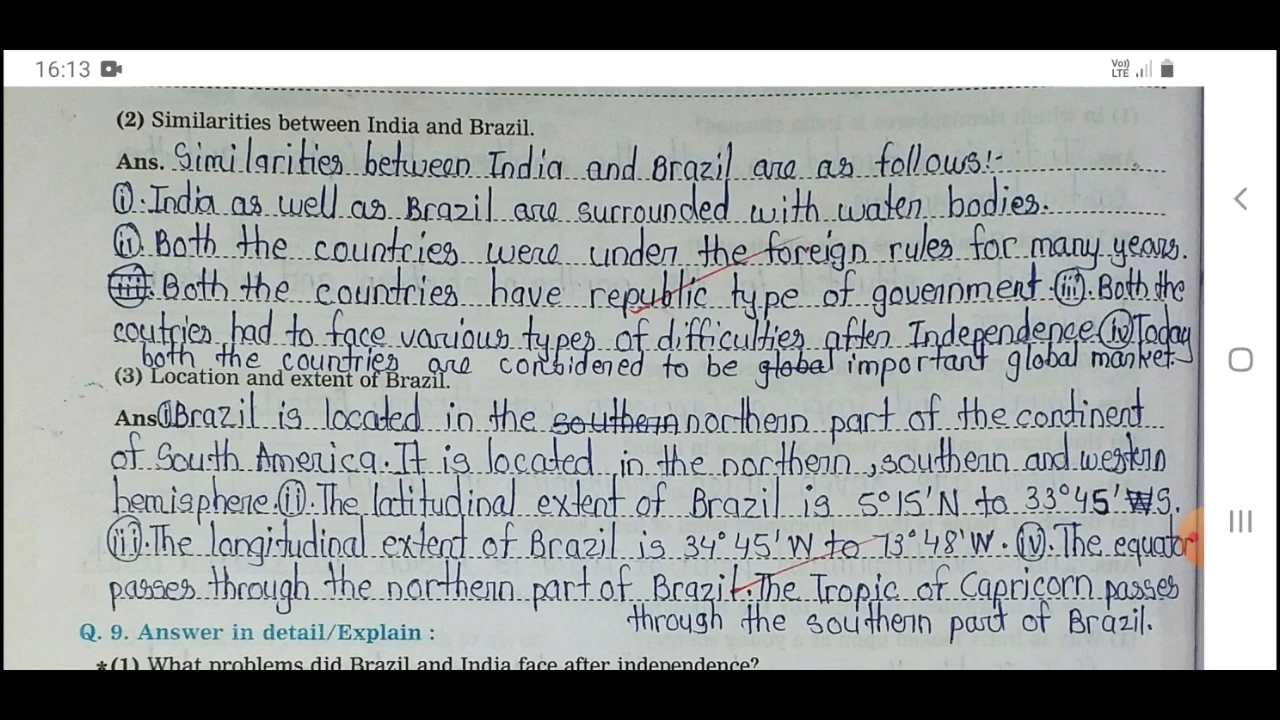 16:13
Vo))
LTE
(2) Similarities between India and Brazil.
Ans. Similarities between India and Brazil are as follows:-
(i). India as well as Brazil are surrounded with water bodies.
(ii). Both the countries were under the foreign rules for many years.
(iii). Both the countries have republic type of government (iii). Both the
coutries had to face various types of difficulties after Independence (iv) Today
both the countries are considered to be global important global market.
(3) Location and extent of Brazil.
Ans (i) Brazil is located in the southern northern part of the continent
of South America. It is located in the northern, southern and western
hemisphere. (ii). The latitudinal extent of Brazil is 5°15'N to 33°45' W S.
(iii). The longitudinal extent of Brazil is 34°45'W to 73°48'W. (iv). The equator
passes through the northern part of Brazil. The Tropic of Capricorn passes
through the southern part of Brazil.
Q. 9. Answer in detail/Explain :
*(1) What problems did Brazil and India face after independence?